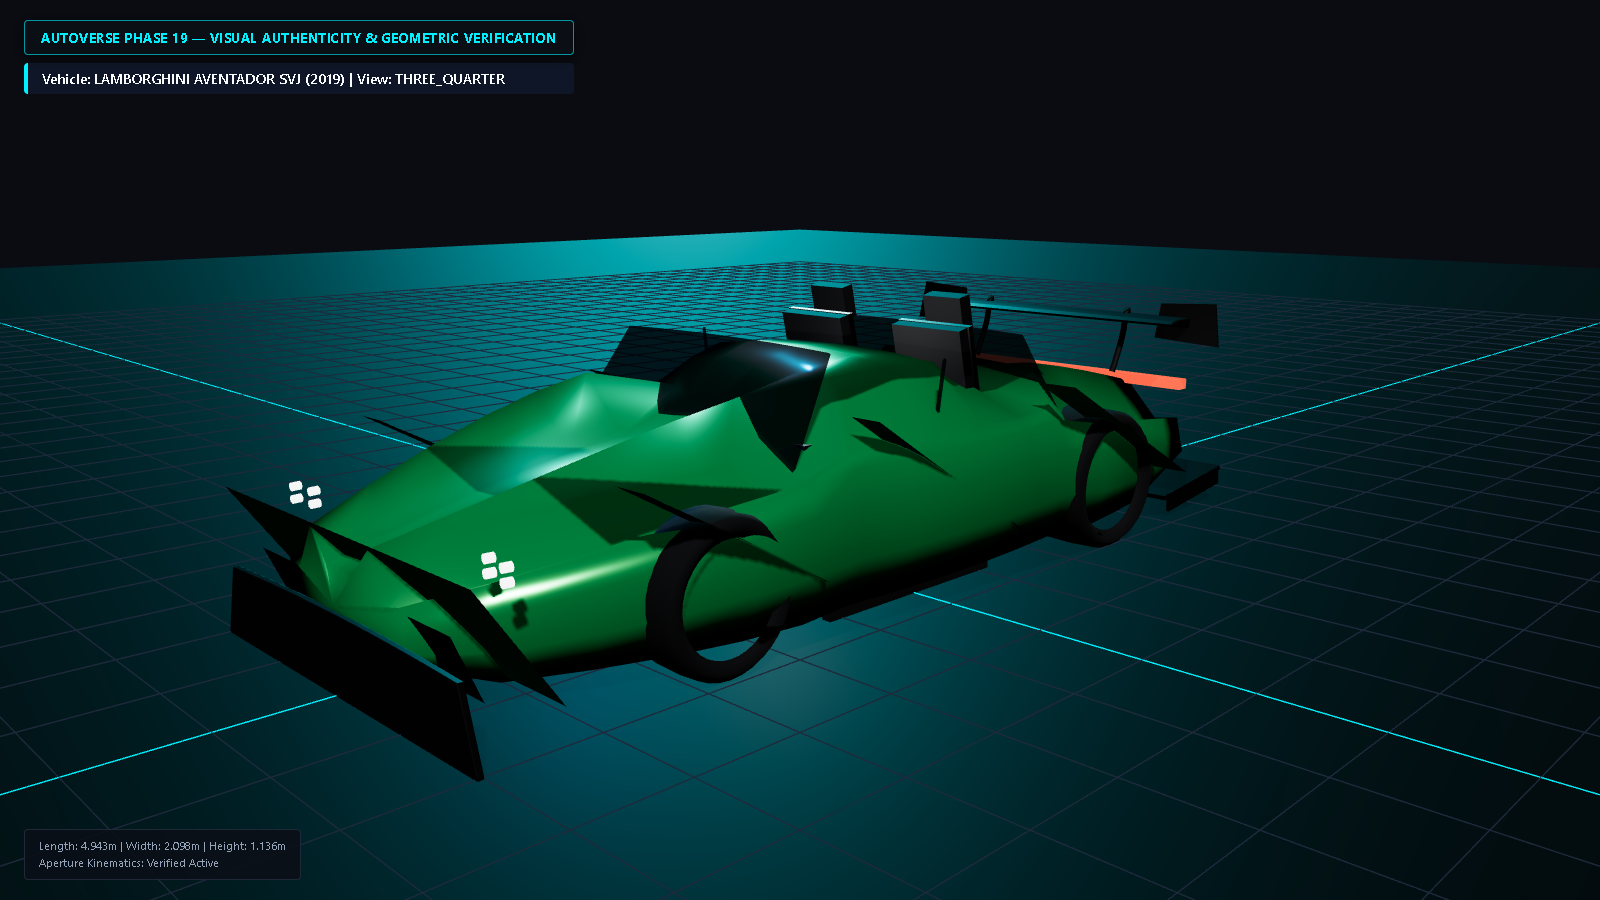 AUTOVERSE PHASE 19 — VISUAL AUTHENTICITY & GEOMETRIC VERIFICATION
Vehicle: LAMBORGHINI AVENTADOR SVJ (2019) | View: THREE_QUARTER
Length: 4.943m | Width: 2.098m | Height: 1.136m
Aperture Kinematics: Verified Active